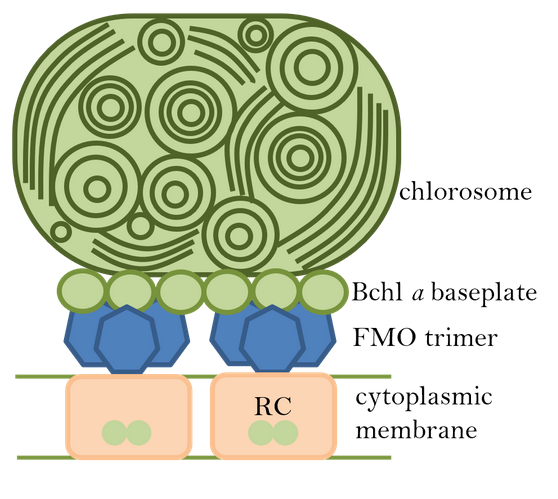 chlorosome
Bchl a baseplate
FMO trimer
RC
cytoplasmic
membrane